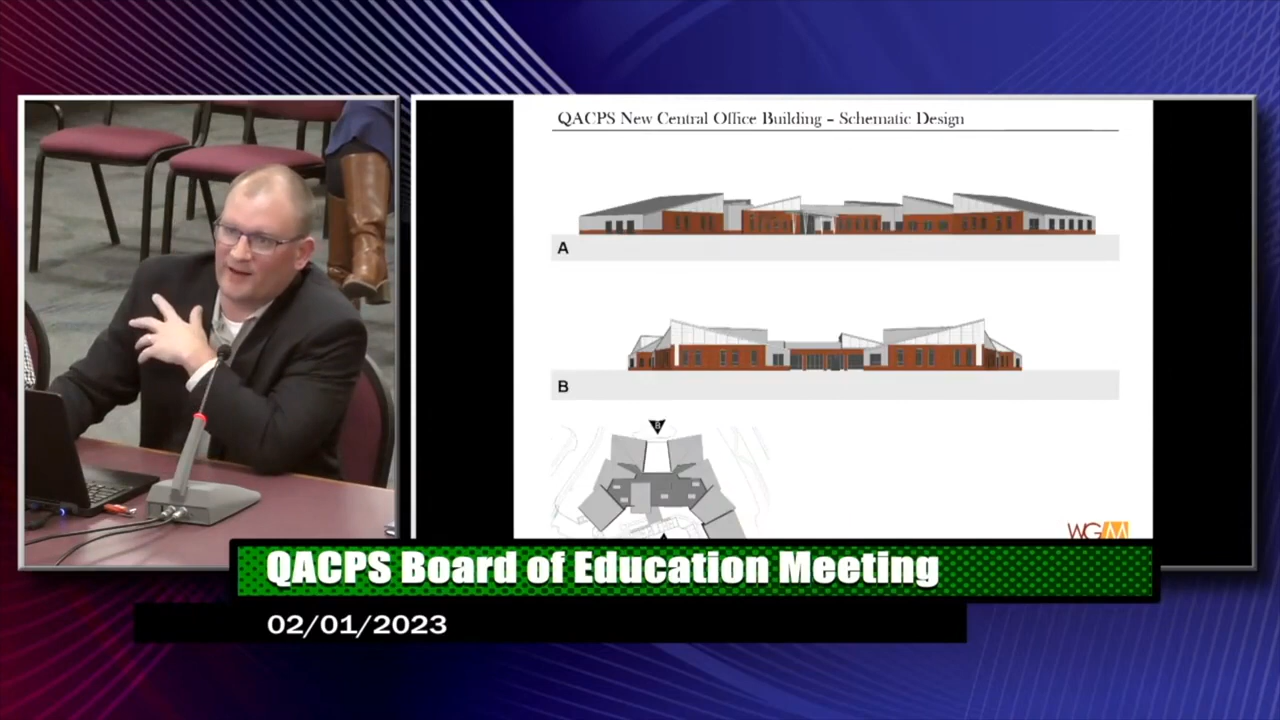 QACPS New Central Office Building – Schematic Design
A
B
B
WGM
QACPS Board of Education Meeting
02/01/2023